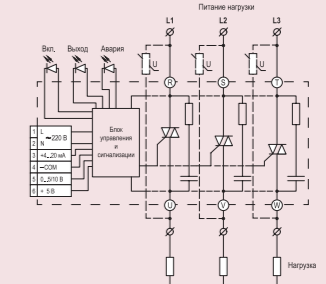 Питание нагрузки
L1 L2 L3
Вкл. Выход Авария
U U U
R S T
1 L
2 N
~220 В
3 +4...20 мА
4 −COM
5 0...5/10 В
6 + 5 В
Блок
управления
и
сигнализации
U V W
Нагрузка